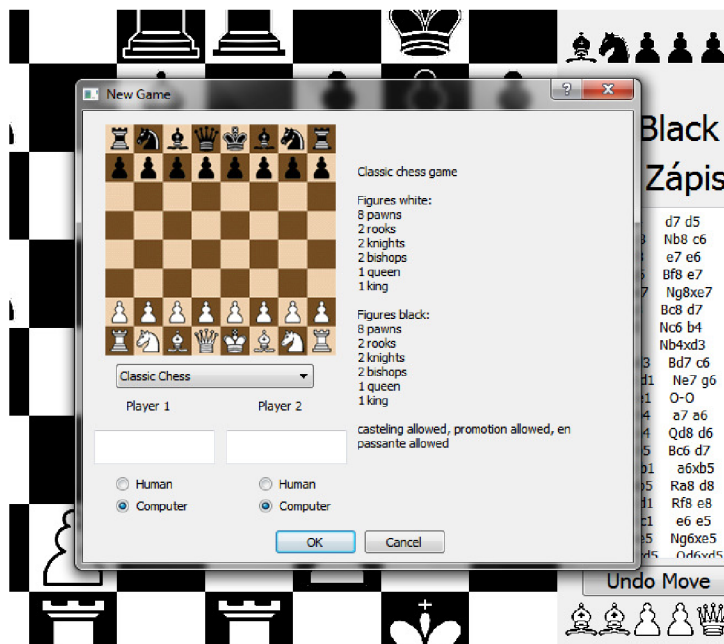 New Game
?
x
Classic chess game
Figures white:
8 pawns
2 rooks
2 knights
2 bishops
1 queen
1 king
Figures black:
8 pawns
2 rooks
2 knights
2 bishops
1 queen
1 king
casteling allowed, promotion allowed, en
passante allowed
Classic Chess
Player 1 Player 2
Human Human
Computer Computer
OK Cancel
Black
Zápis
d7 d5
Nb8 c6
e7 e6
Bf8 e7
Ng8xe7
Bc8 d7
Nc6 b4
Nb4xd3
Bd7 c6
Ne7 g6
O-O
a7 a6
Qd8 d6
Bc6 d7
a6xb5
Ra8 d8
Rf8 e8
e6 e5
Ng6xe5
Qd6xd5
Undo Move